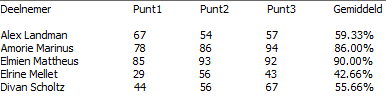 Deelnemer Punt1 Punt2 Punt3 Gemiddeld
Alex Landman 67 54 57 59.33%
Amorie Marinus 78 86 94 86.00%
Elmien Mattheus 85 93 92 90.00%
Elrine Mellet 29 56 43 42.66%
Divan Scholtz 44 56 67 55.66%